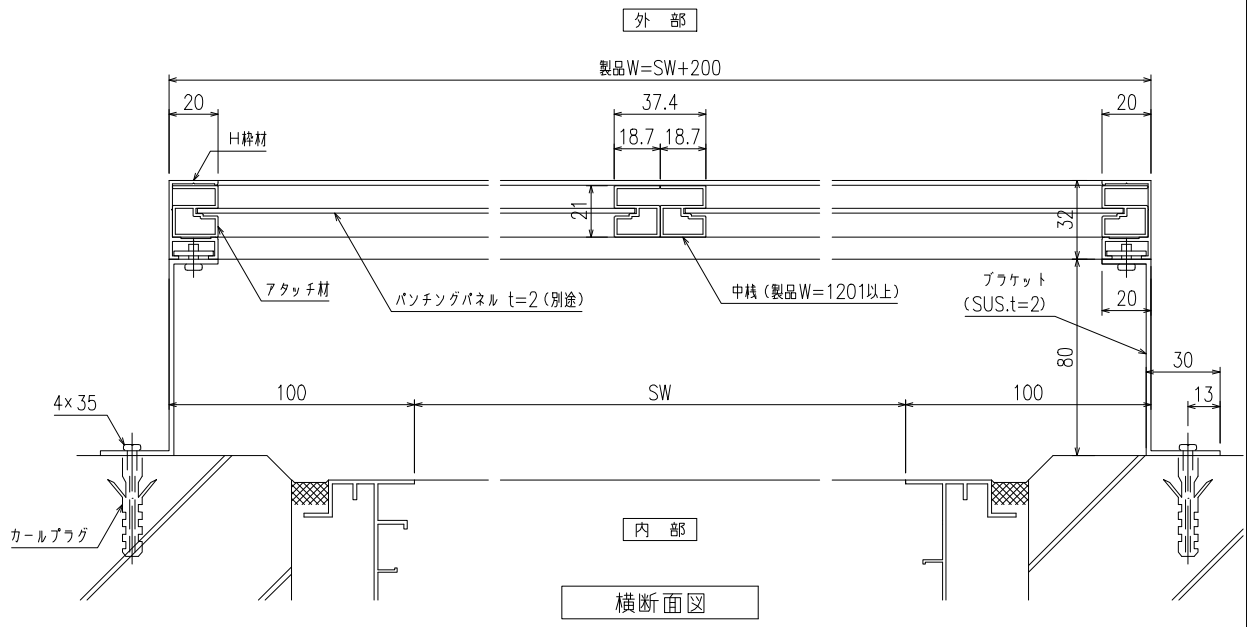 外 部
製品W=SW+200
20
37.4
20
18.7
18.7
H枠材
21
32
アタッチ材
パンチングパネル t=2(別途)
中桟(製品W=1201以上)
ブラケット
(SUS.t=2)
20
80
30
13
100
SW
100
4×35
カールプラグ
内 部
横断面図